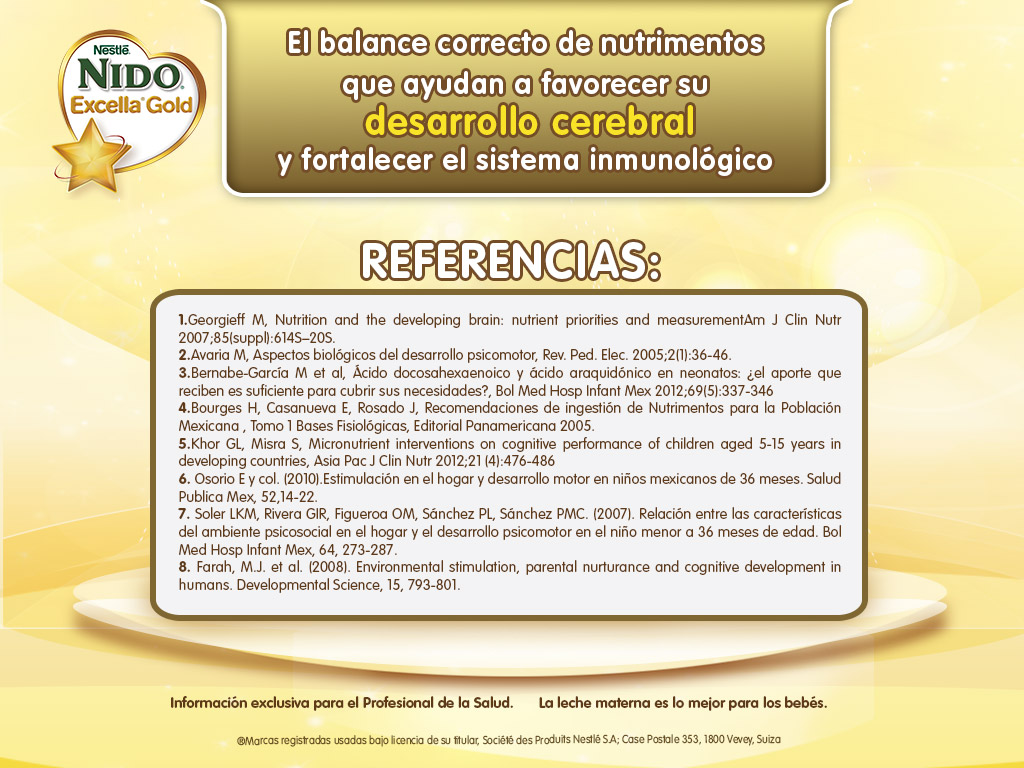 Nestlé
NIDO®
Excella® Gold
El balance correcto de nutrimentos
que ayudan a favorecer su
desarrollo cerebral
y fortalecer el sistema inmunológico
REFERENCIAS:
1.Georgieff M, Nutrition and the developing brain: nutrient priorities and measurementAm J Clin Nutr
2007;85(suppl):614S–20S.
2.Avaria M, Aspectos biológicos del desarrollo psicomotor, Rev. Ped. Elec. 2005;2(1):36-46.
3.Bernabe-García M et al, Ácido docosahexaenoico y ácido araquidónico en neonatos: ¿el aporte que
reciben es suficiente para cubrir sus necesidades?, Bol Med Hosp Infant Mex 2012;69(5):337-346
4.Bourges H, Casanueva E, Rosado J, Recomendaciones de ingestión de Nutrimentos para la Población
Mexicana , Tomo 1 Bases Fisiológicas, Editorial Panamericana 2005.
5.Khor GL, Misra S, Micronutrient interventions on cognitive performance of children aged 5-15 years in
developing countries, Asia Pac J Clin Nutr 2012;21 (4):476-486
6. Osorio E y col. (2010).Estimulación en el hogar y desarrollo motor en niños mexicanos de 36 meses. Salud
Publica Mex, 52,14-22.
7. Soler LKM, Rivera GIR, Figueroa OM, Sánchez PL, Sánchez PMC. (2007). Relación entre las características
del ambiente psicosocial en el hogar y el desarrollo psicomotor en el niño menor a 36 meses de edad. Bol
Med Hosp Infant Mex, 64, 273-287.
8. Farah, M.J. et al. (2008). Environmental stimulation, parental nurturance and cognitive development in
humans. Developmental Science, 15, 793-801.
Información exclusiva para el Profesional de la Salud. La leche materna es lo mejor para los bebés.
®Marcas registradas usadas bajo licencia de su titular, Société des Produits Nestlé S.A; Case Postale 353, 1800 Vevey, Suiza